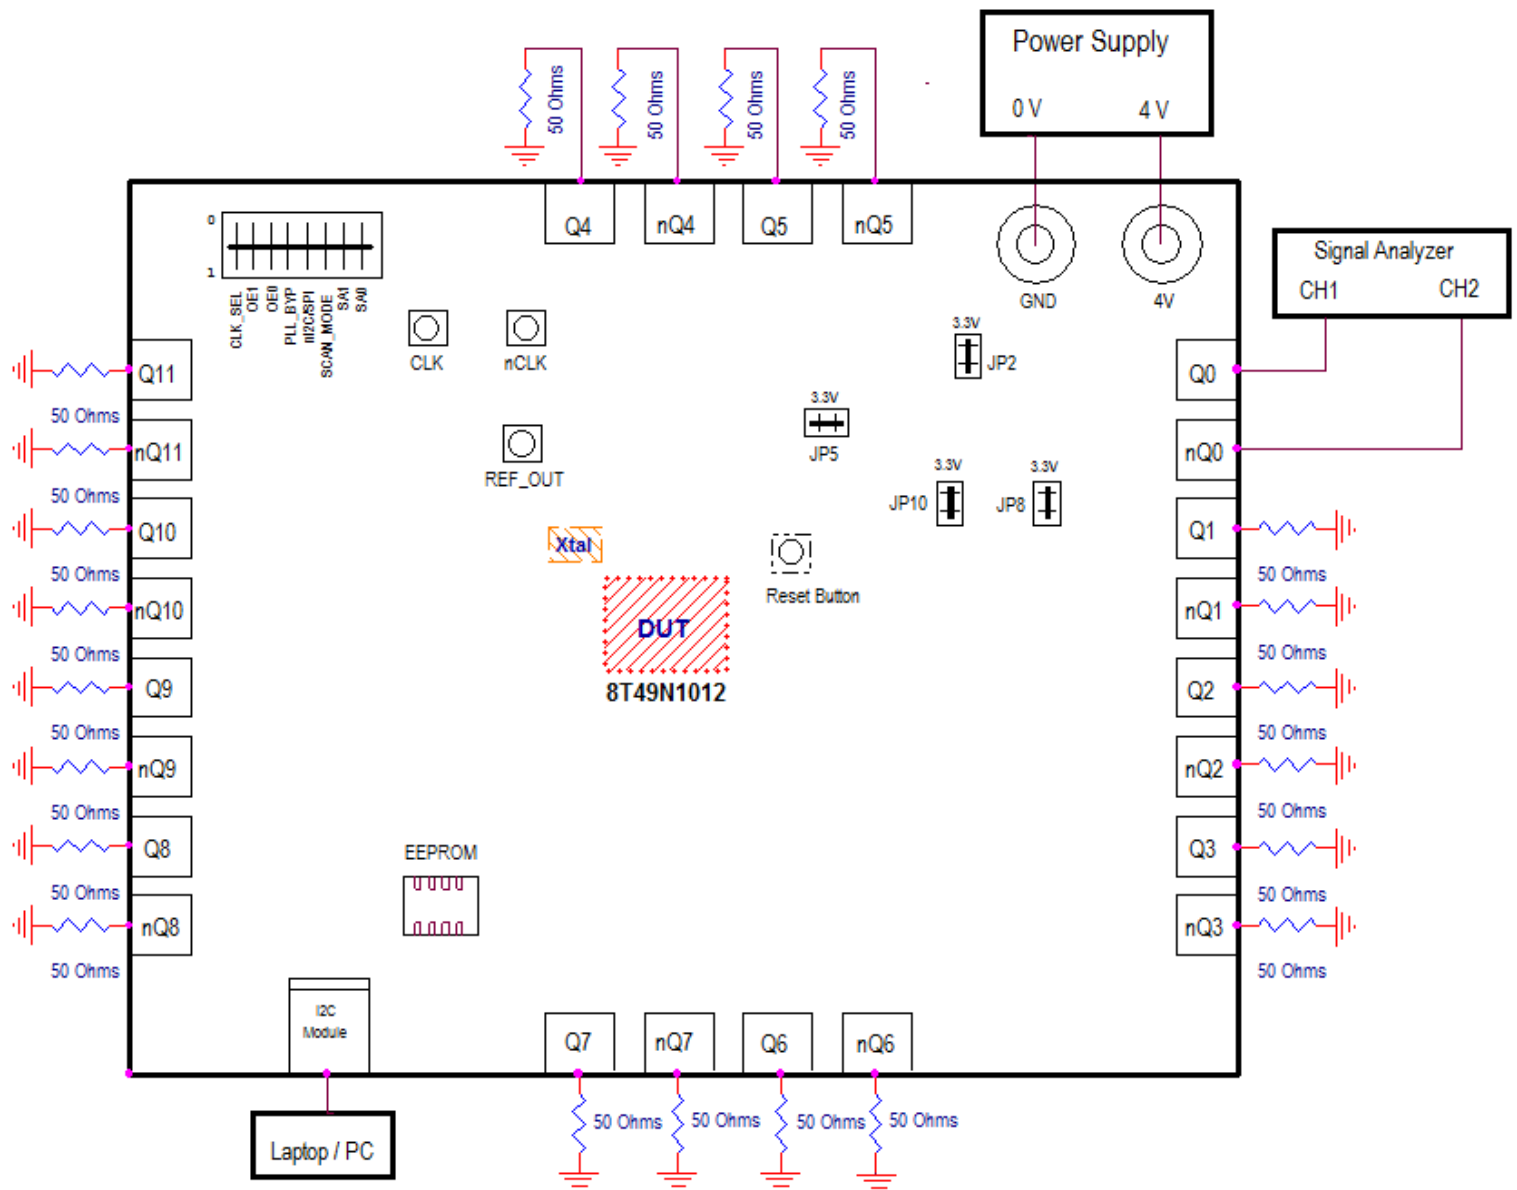 Power Supply
0 V 4 V
50 Ohms
50 Ohms
50 Ohms
50 Ohms
Q4
nQ4
Q5
nQ5
GND
4V
Signal Analyzer
CH1 CH2
0
1
CLK_SEL
OE1
OE0
PLL_BYP
nI2C/SPI
SCAN_MODE
SA1
SA0
CLK
nCLK
REF_OUT
3.3V
JP2
3.3V
JP5
3.3V
JP10
3.3V
JP8
Xtal
Reset Button
DUT
8T49N1012
EEPROM
Q11
50 Ohms
nQ11
50 Ohms
Q10
50 Ohms
nQ10
50 Ohms
Q9
50 Ohms
nQ9
50 Ohms
Q8
50 Ohms
nQ8
50 Ohms
Q0
nQ0
Q1
50 Ohms
nQ1
50 Ohms
Q2
50 Ohms
nQ2
50 Ohms
Q3
50 Ohms
nQ3
50 Ohms
I2C
Module
Laptop / PC
Q7
nQ7
Q6
nQ6
50 Ohms
50 Ohms
50 Ohms
50 Ohms